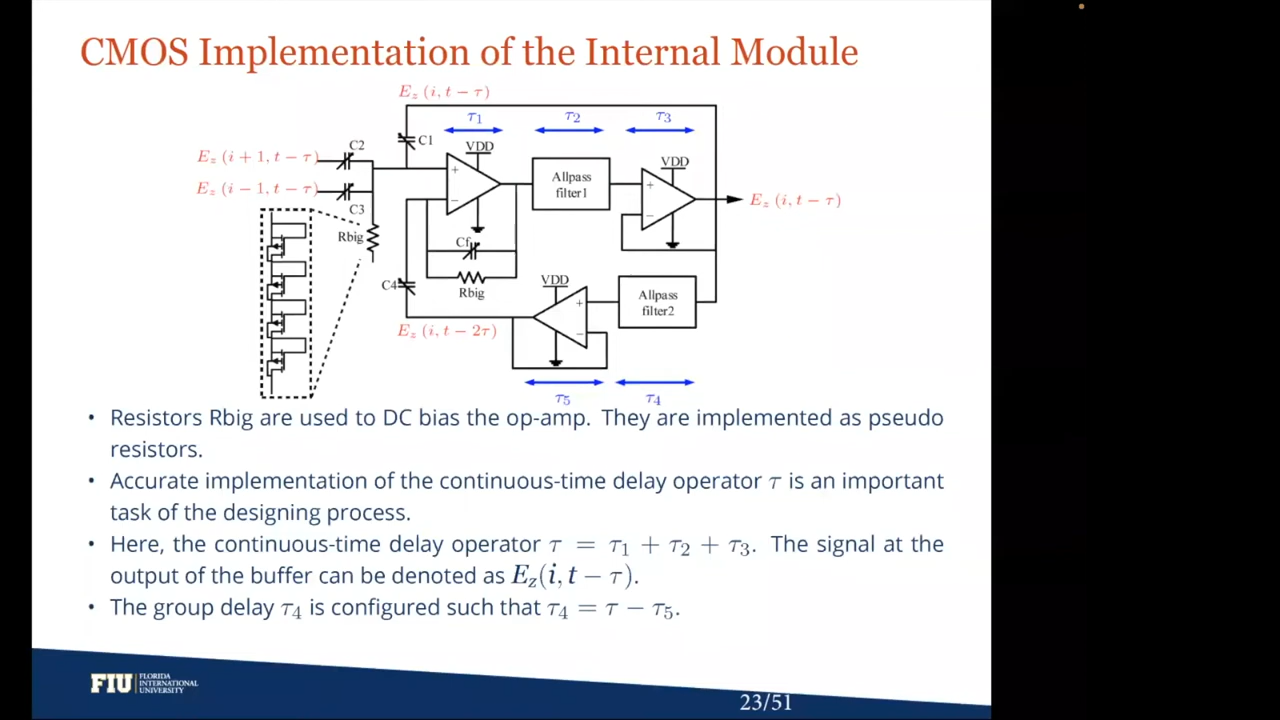 CMOS Implementation of the Internal Module
E_z (i, t − τ)
τ1 τ2 τ3
C1
C2
VDD
VDD
E_z (i + 1, t − τ)
E_z (i − 1, t − τ)
Allpass
filter1
+
−
+
−
E_z (i, t − τ)
C3
Rbig
Cf
C4
Rbig
VDD
Allpass
filter2
+
−
E_z (i, t − 2τ)
τ5 τ4
• Resistors Rbig are used to DC bias the op-amp. They are implemented as pseudo
resistors.
• Accurate implementation of the continuous-time delay operator τ is an important
task of the designing process.
• Here, the continuous-time delay operator τ = τ1 + τ2 + τ3. The signal at the
output of the buffer can be denoted as E_z(i, t − τ).
• The group delay τ4 is configured such that τ4 = τ − τ5.
FIU
FLORIDA
INTERNATIONAL
UNIVERSITY
23/51